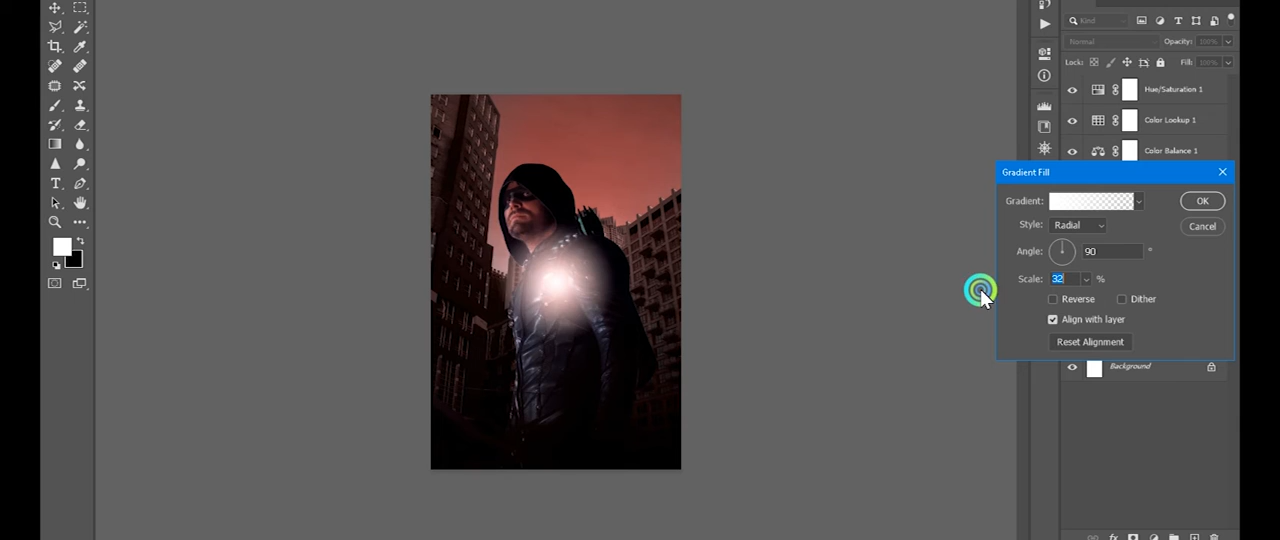 Kind
Normal
Opacity: 100%
Lock:
Fill: 100%
Hue/Saturation 1
Color Lookup 1
Color Balance 1
Gradient Fill
Gradient:
OK
Style: Radial
Cancel
Angle: 90 °
Scale: 32 %
Reverse
Dither
Align with layer
Reset Alignment
Background